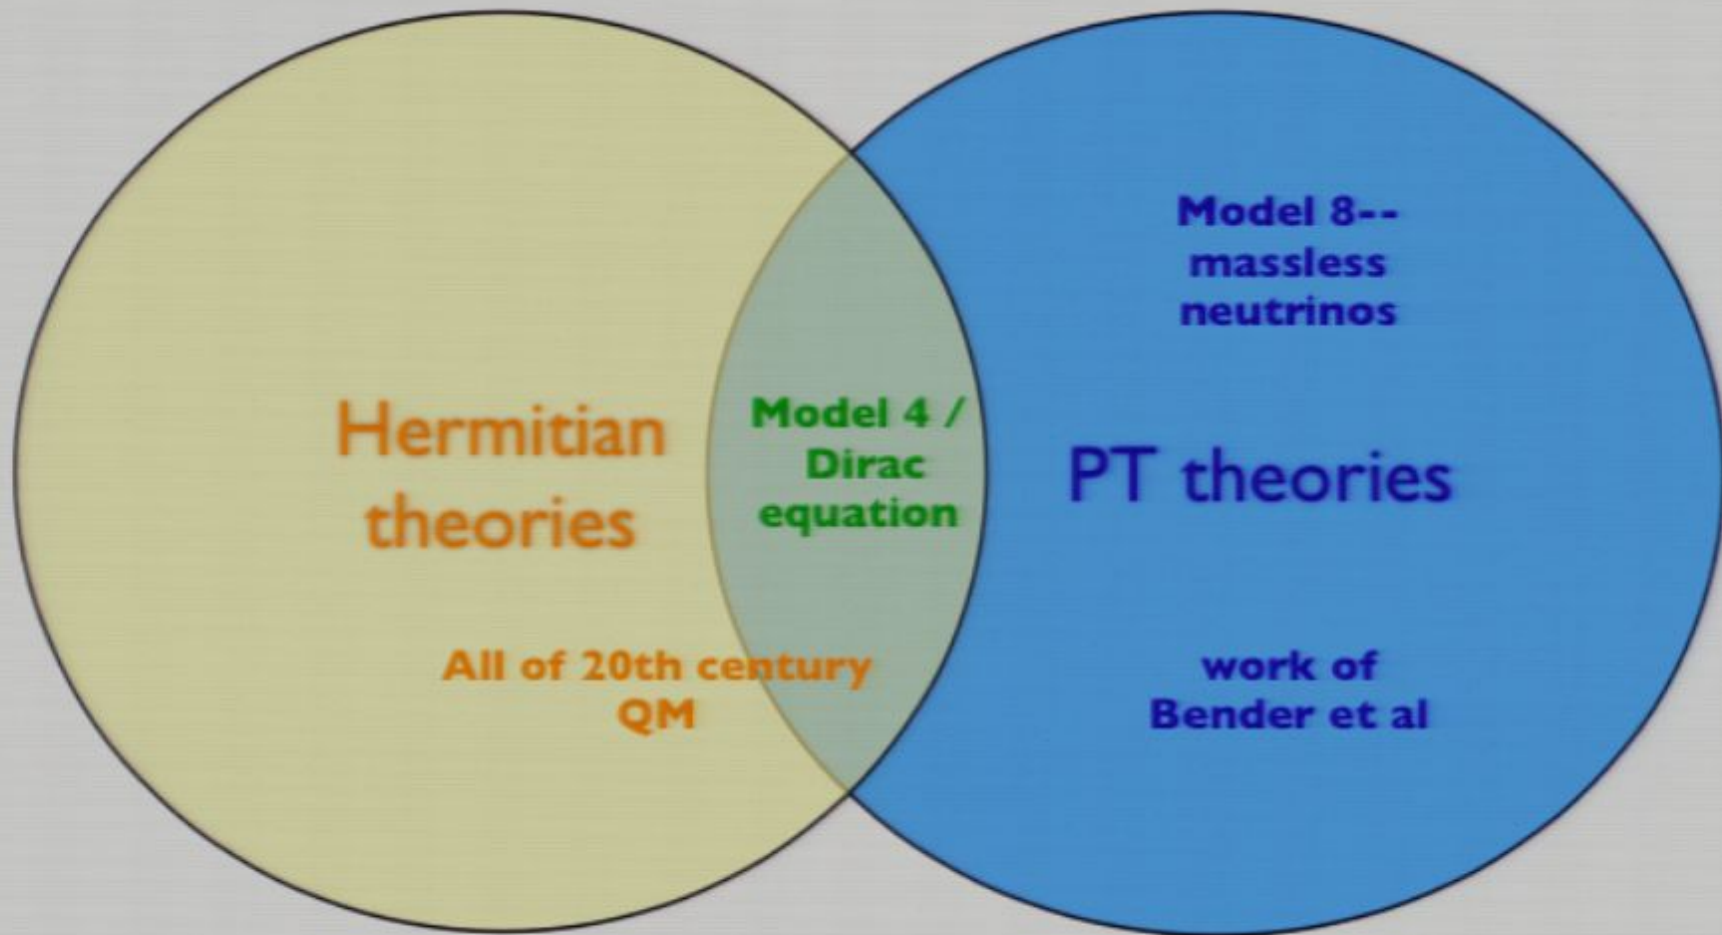 Hermitian
theories
All of 20th century
QM
Model 4 /
Dirac
equation
Model 8--
massless
neutrinos
PT theories
work of
Bender et al